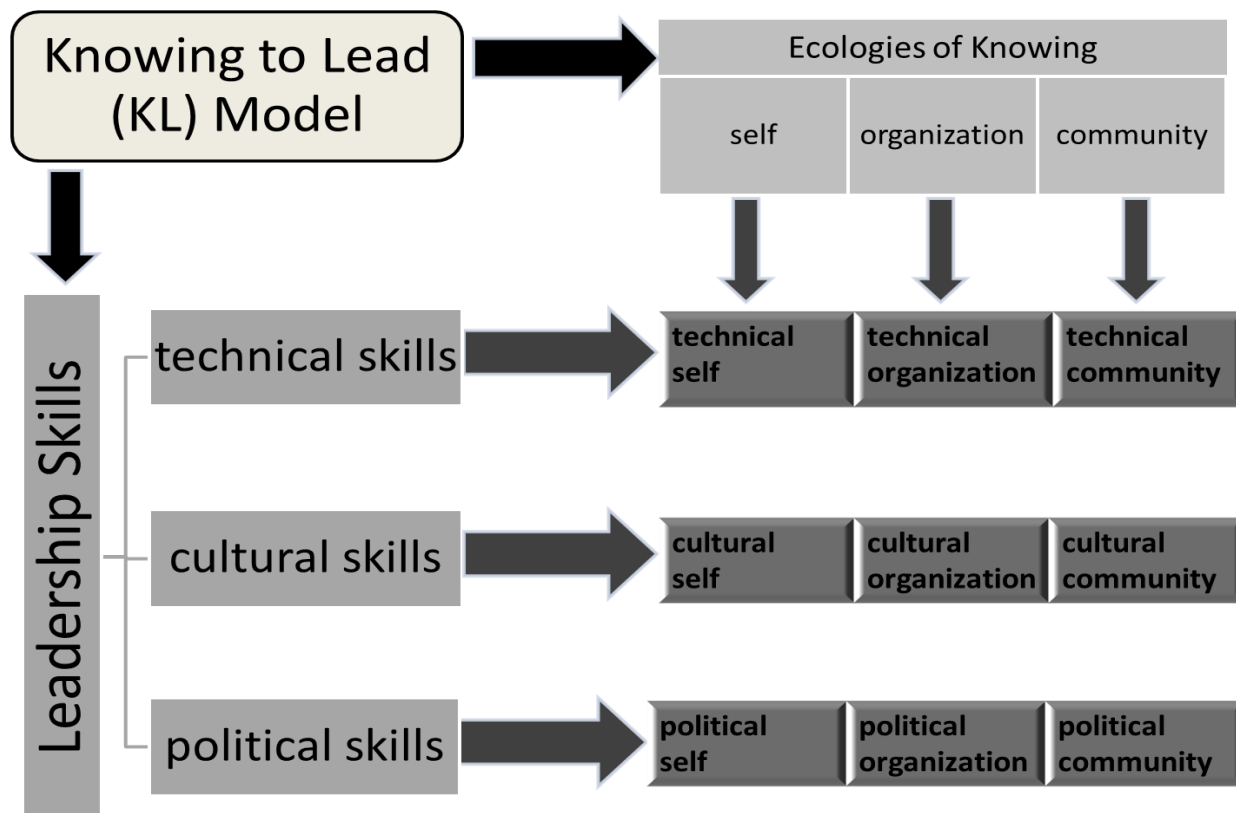 Knowing to Lead
(KL) Model
Ecologies of Knowing
self
organization
community
Leadership Skills
technical skills
technical
self
technical
organization
technical
community
cultural skills
cultural
self
cultural
organization
cultural
community
political skills
political
self
political
organization
political
community